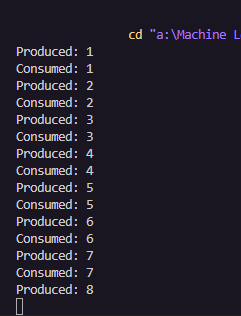 cd "a:\Machine L
Produced: 1
Consumed: 1
Produced: 2
Consumed: 2
Produced: 3
Consumed: 3
Produced: 4
Consumed: 4
Produced: 5
Consumed: 5
Produced: 6
Consumed: 6
Produced: 7
Consumed: 7
Produced: 8